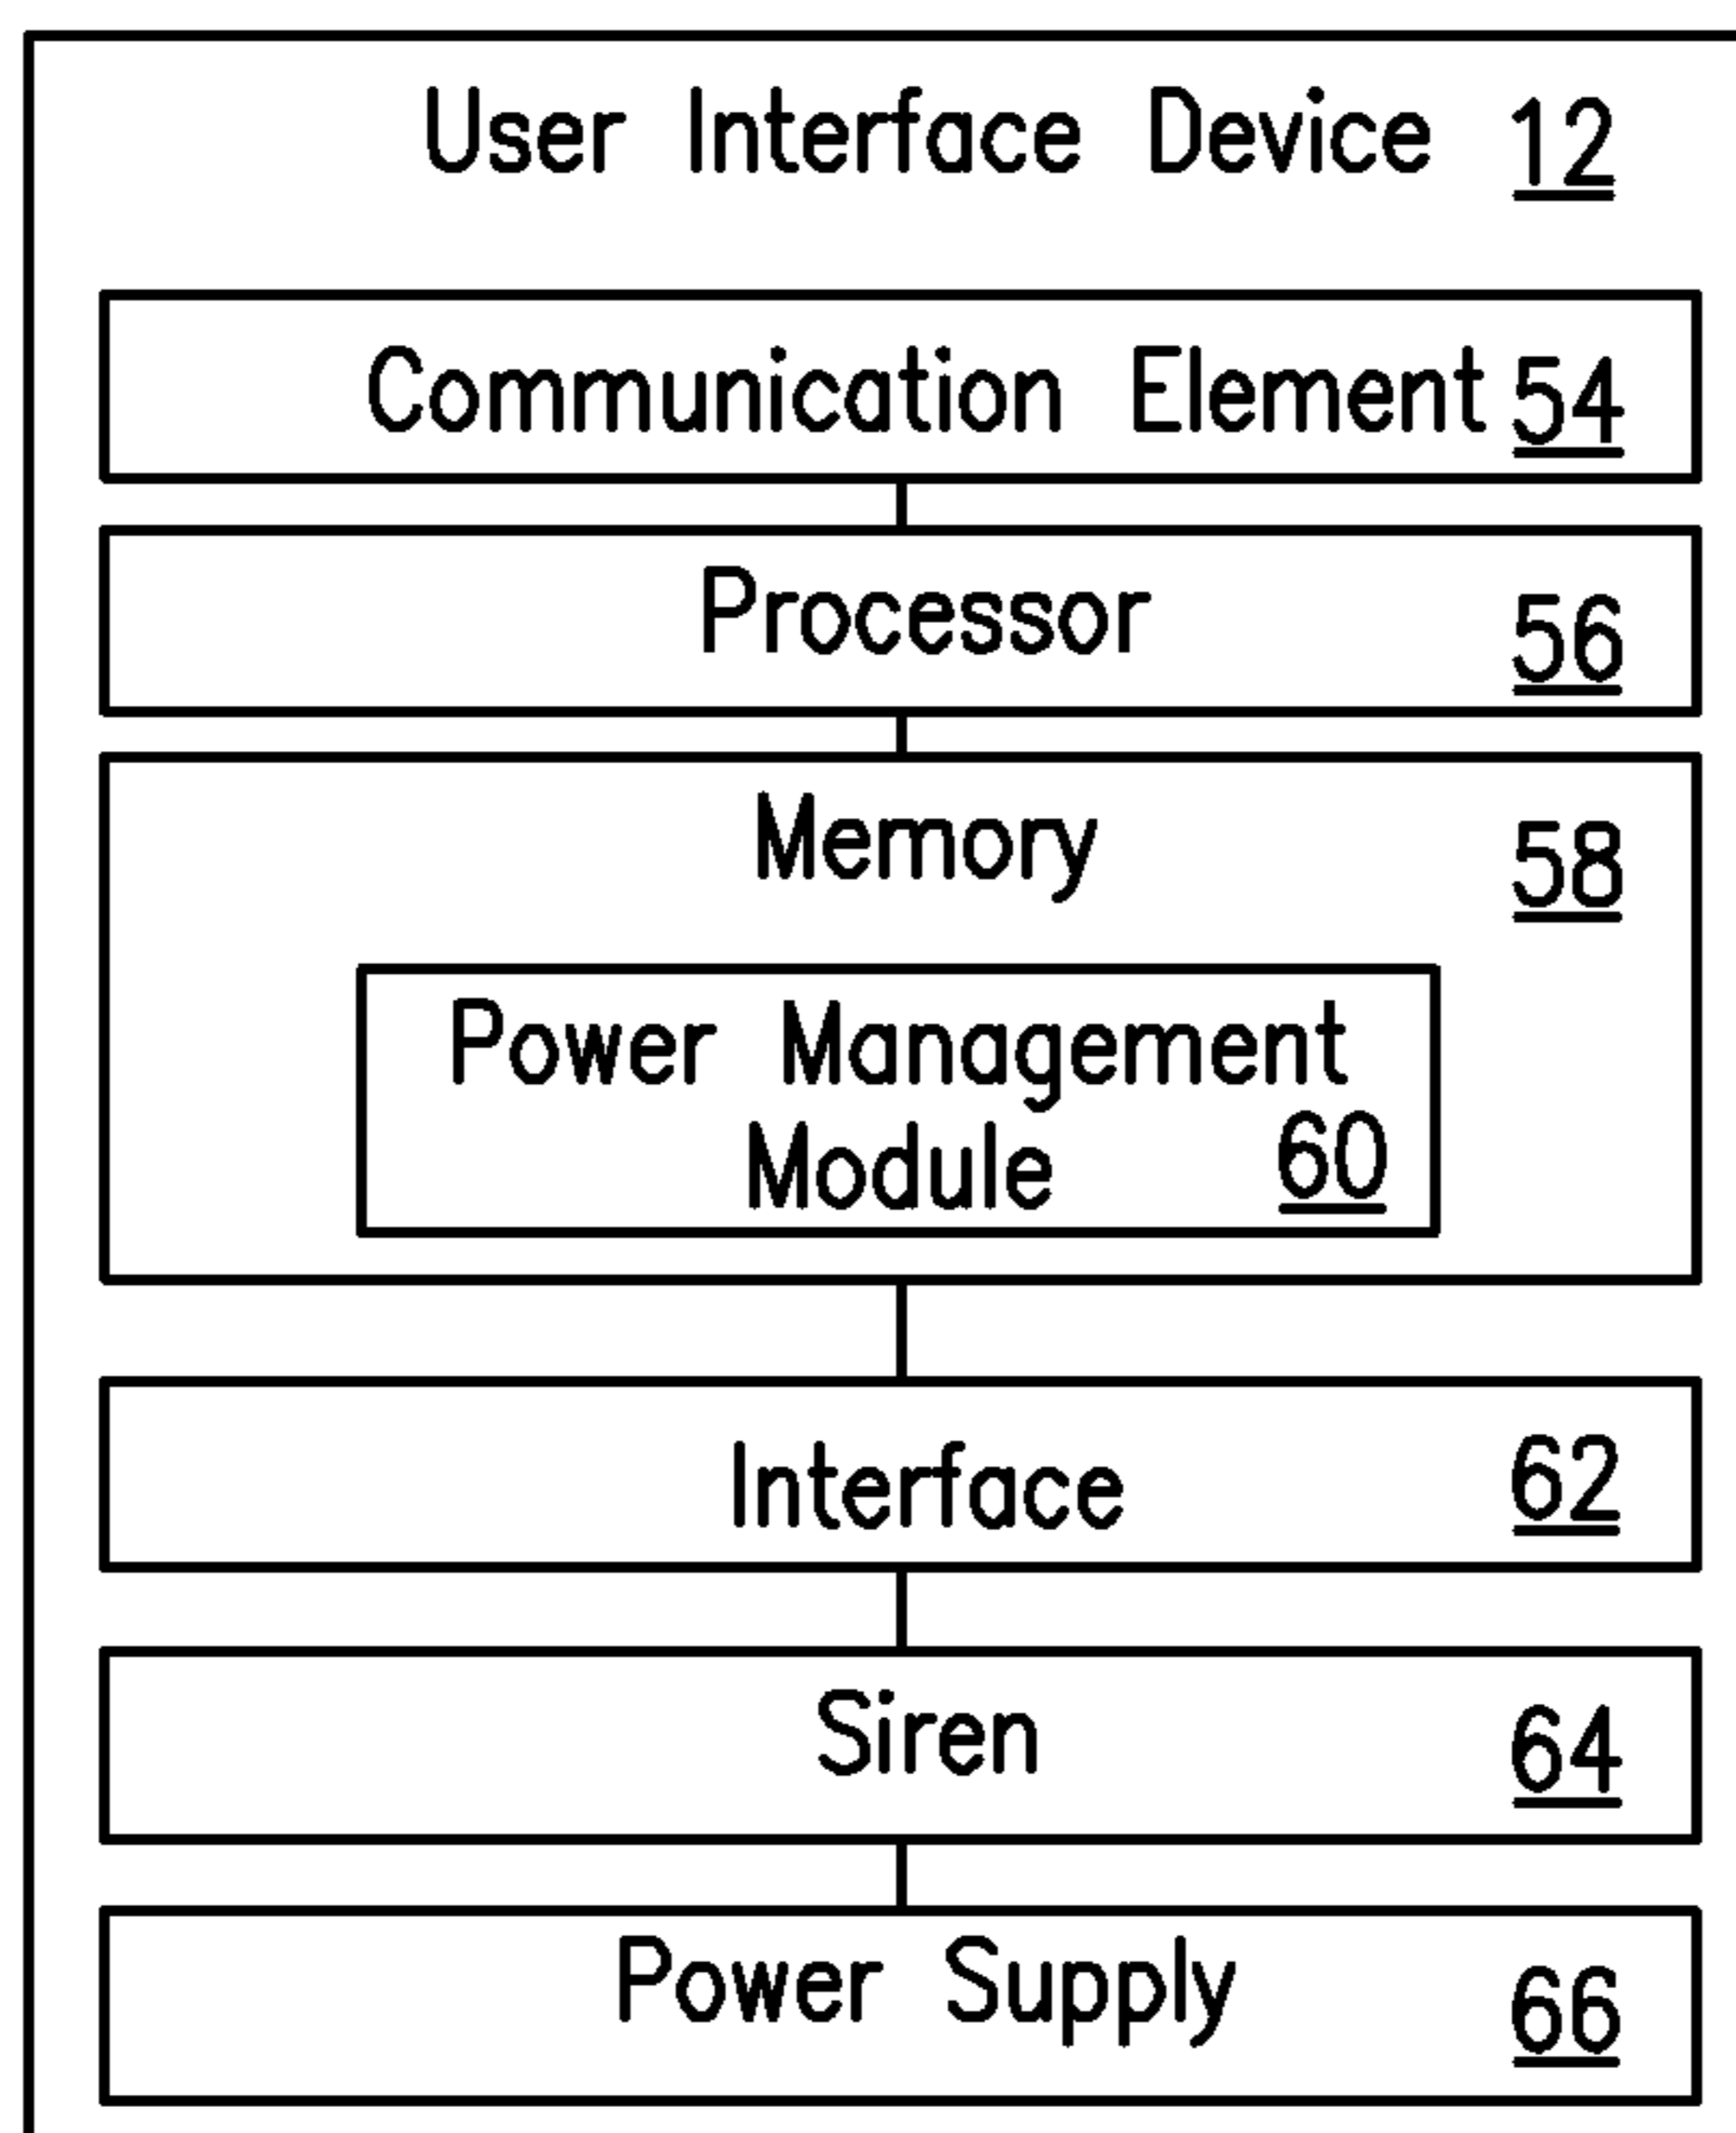 User Interface Device 12
Communication Element 54
Processor 56
Memory 58
Power Management
Module 60
Interface 62
Siren 64
Power Supply 66